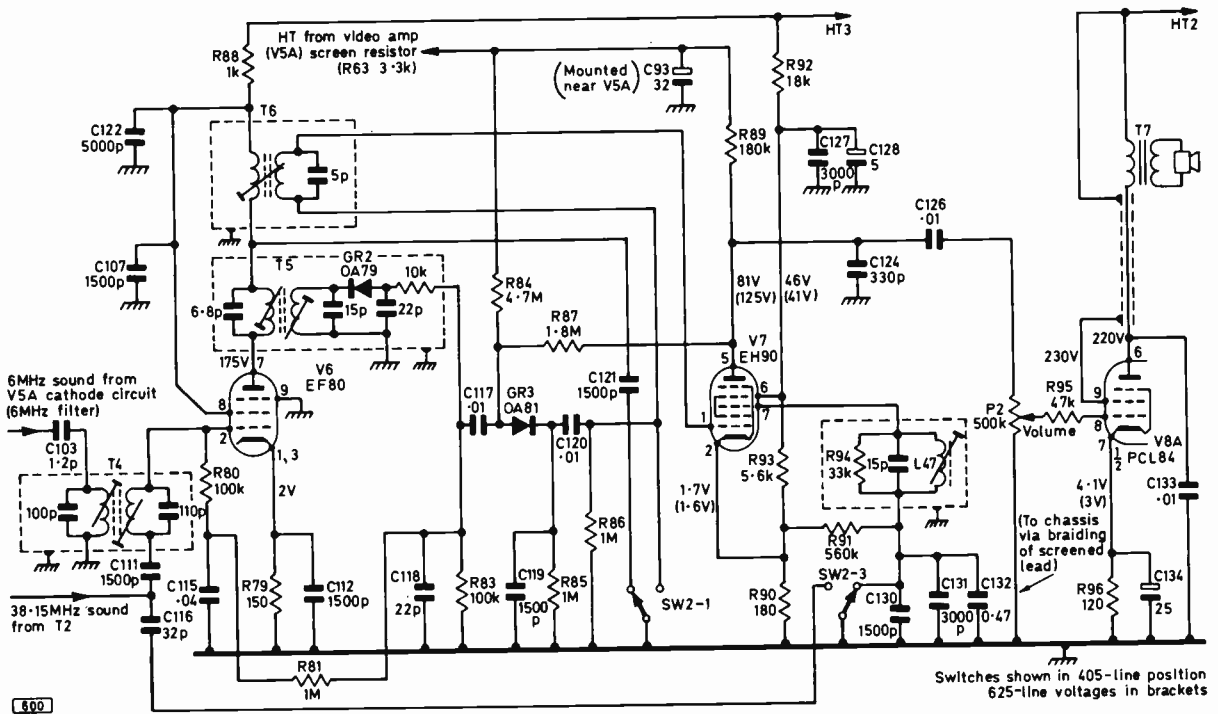 HT from video amp
(V5A) screen resistor
(R63 3·3k)
HT3
HT2
R88
1k
(Mounted
near V5A)
C93
32
R92
18k
C122
5000p
T6
5p
R89
180k
C127
3000
p
C128
5
T7
C107
1500p
T5
GR2
OA79
10k
6·8p
15p
22p
R84
4·7M
C126
·01
C124
330p
81V
(125V)
46V
(41V)
R87
1·8M
175V
7
V6
EF80
8
2
9
1,3
2V
6MHz sound from
V5A cathode circuit
(6MHz filter)
C103
1·2p
T4
100p
110p
R80
100k
C117
·01
GR3
OA81
C120
·01
C121
1500p
V7
EH90
5
6
7
1
2
R93
5·6k
1·7V
(1·6V)
R94
33k
15p
L47
P2
500k
Volume
R95
47k
230V
220V
6
9
8
7
V8A
½
PCL84
4·1V
(3V)
C133
·01
C111
1500p
38·15MHz sound
from T2
C116
32p
C115
·04
R79
150
C112
1500p
C118
22p
R83
100k
C119
1500
p
R85
1M
R86
1M
SW2-1
R91
560k
R90
180
SW2-3
C130
1500p
C131
3000
p
C132
0·47
(To chassis
via braiding
of screened
lead)
R96
120
C134
25
R81
1M
Switches shown in 405-line position
625-line voltages in brackets
600